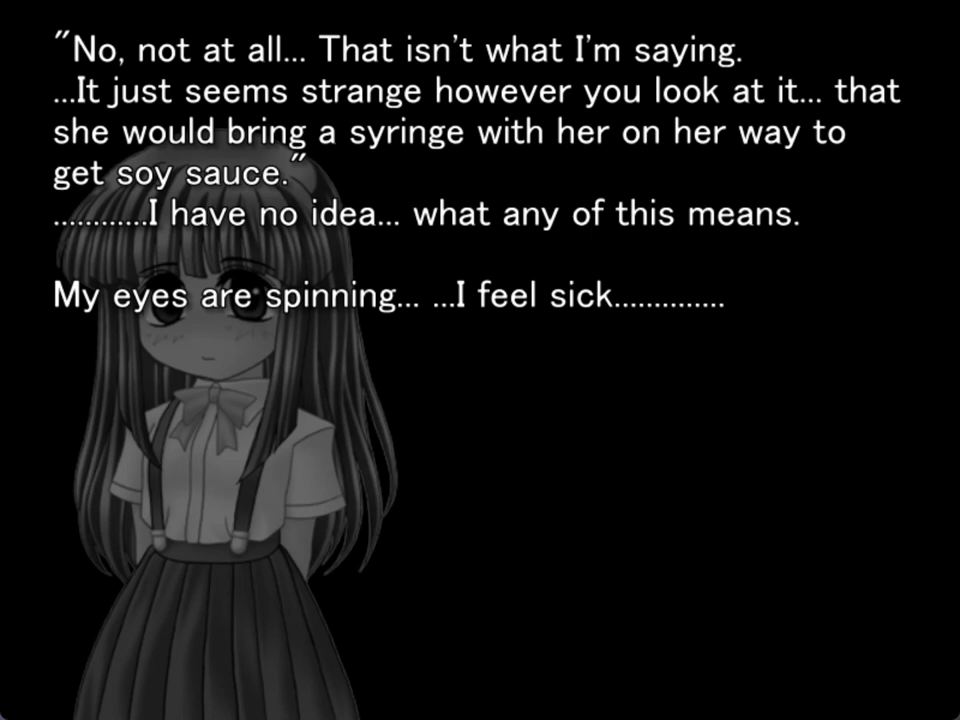 "No, not at all... That isn't what I'm saying.
...It just seems strange however you look at it... that
she would bring a syringe with her on her way to
get soy sauce."
............I have no idea... what any of this means.
My eyes are spinning... ...I feel sick..............